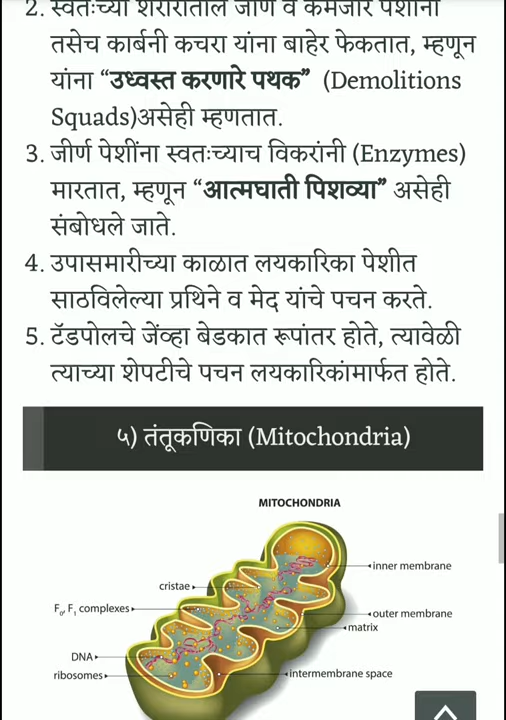 2. स्वतःच्या शरीरातील जीर्ण व कमजोर पेशींना
तसेच कार्बनी कचरा यांना बाहेर फेकतात, म्हणून
यांना “उध्वस्त करणारे पथक” (Demolitions
Squads)असेही म्हणतात.
3. जीर्ण पेशींना स्वतःच्याच विकरांनी (Enzymes)
मारतात, म्हणून “आत्मघाती पिशव्या” असेही
संबोधले जाते.
4. उपासमारीच्या काळात लयकारिका पेशीत
साठविलेल्या प्रथिने व मेद यांचे पचन करते.
5. टॅडपोलचे जेंव्हा बेडकात रूपांतर होते, त्यावेळी
त्याच्या शेपटीचे पचन लयकारिकांमार्फत होते.
५) तंतूकणिका (Mitochondria)
MITOCHONDRIA
inner membrane
cristae
F₀, F₁ complexes
outer membrane
matrix
DNA
ribosomes
intermembrane space